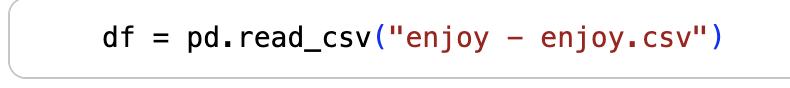 df = pd.read_csv("enjoy – enjoy.csv")